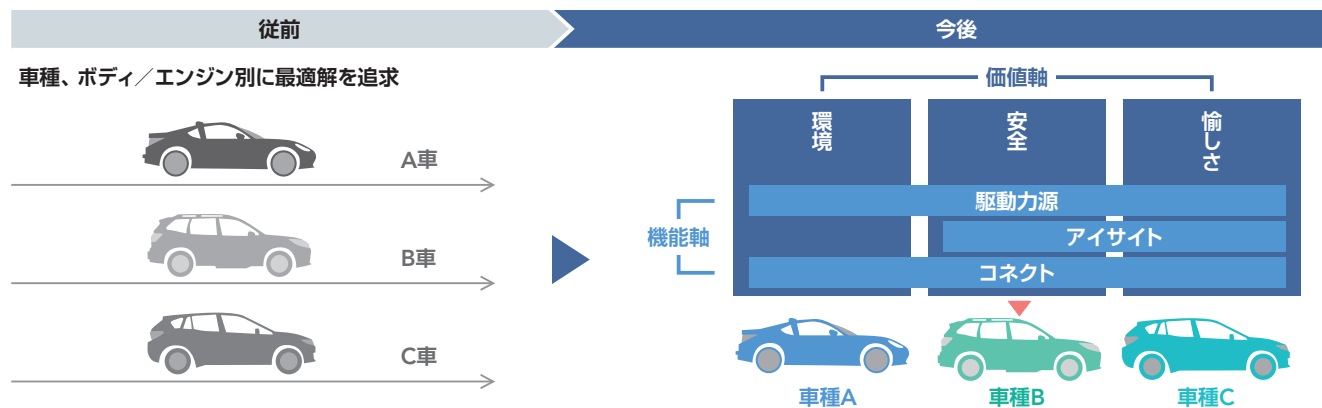 従前
今後
車種、ボディ／エンジン別に最適解を追求
A車
B車
C車
価値軸
環境
安全
愉しさ
機能軸
駆動力源
アイサイト
コネクト
車種A
車種B
車種C